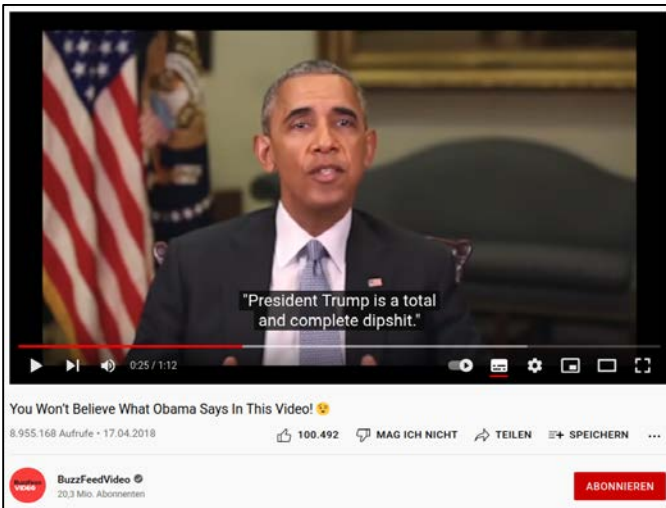 "President Trump is a total
and complete dipshit."
0:25 / 1:12
You Won't Believe What Obama Says In This Video! 😉
8.955.168 Aufrufe • 17.04.2018
100.492 MAG ICH NICHT TEILEN SPEICHERN ...
BuzzFeed
VIDEO
BuzzFeedVideo
20,3 Mio. Abonnenten
ABONNIEREN